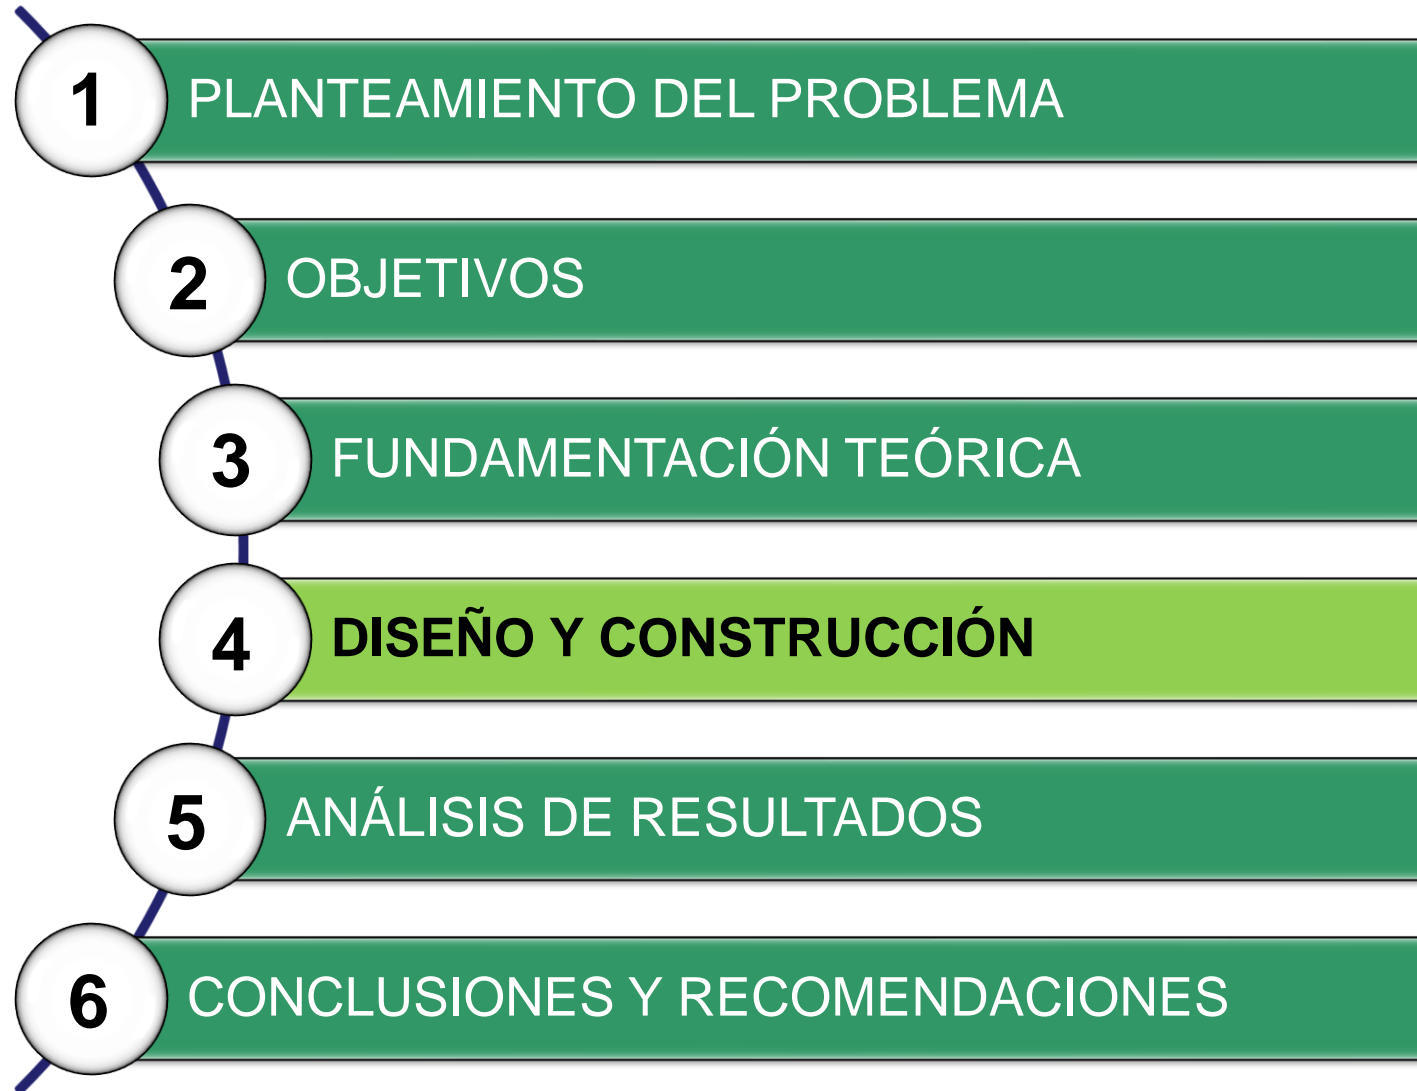 1 PLANTEAMIENTO DEL PROBLEMA
2 OBJETIVOS
3 FUNDAMENTACIÓN TEÓRICA
4 DISEÑO Y CONSTRUCCIÓN
5 ANÁLISIS DE RESULTADOS
6 CONCLUSIONES Y RECOMENDACIONES